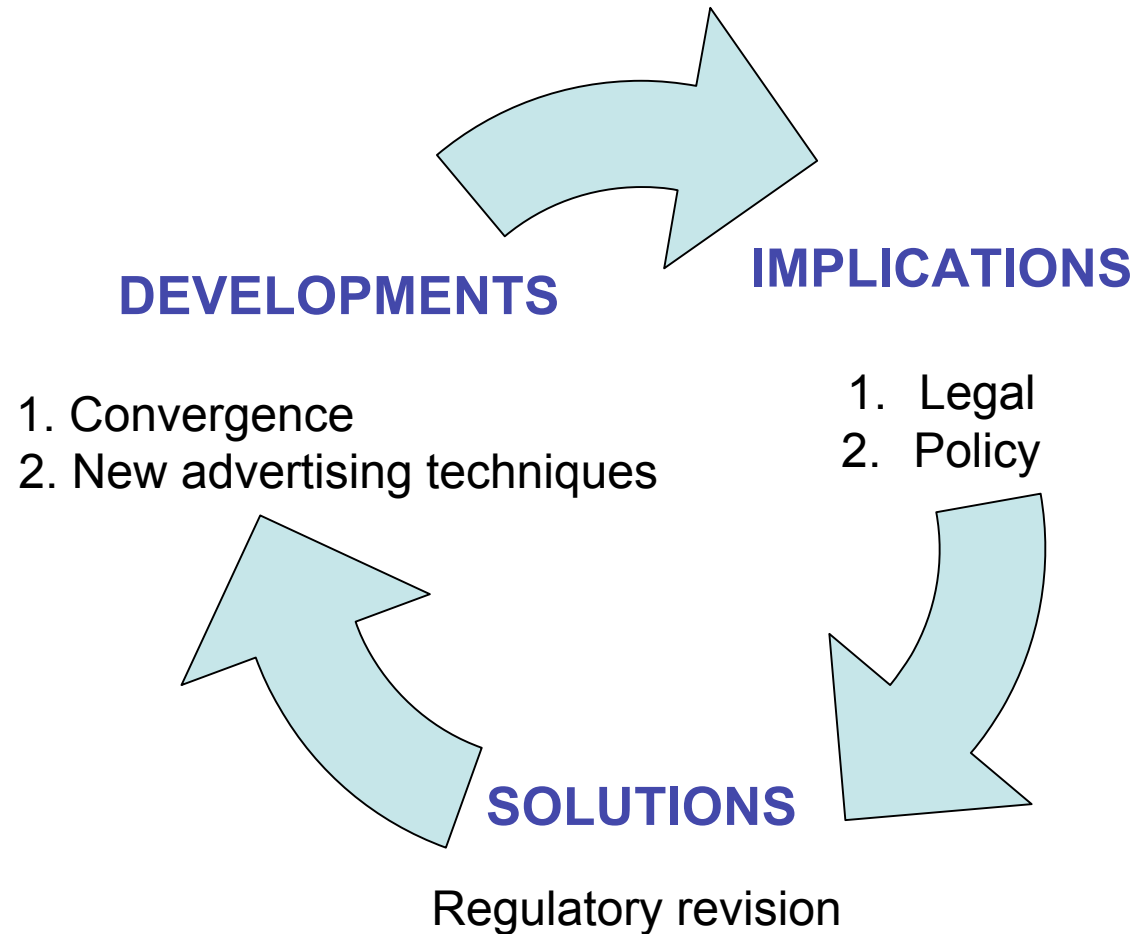 DEVELOPMENTS
1. Convergence
2. New advertising techniques
IMPLICATIONS
1. Legal
2. Policy
SOLUTIONS
Regulatory revision